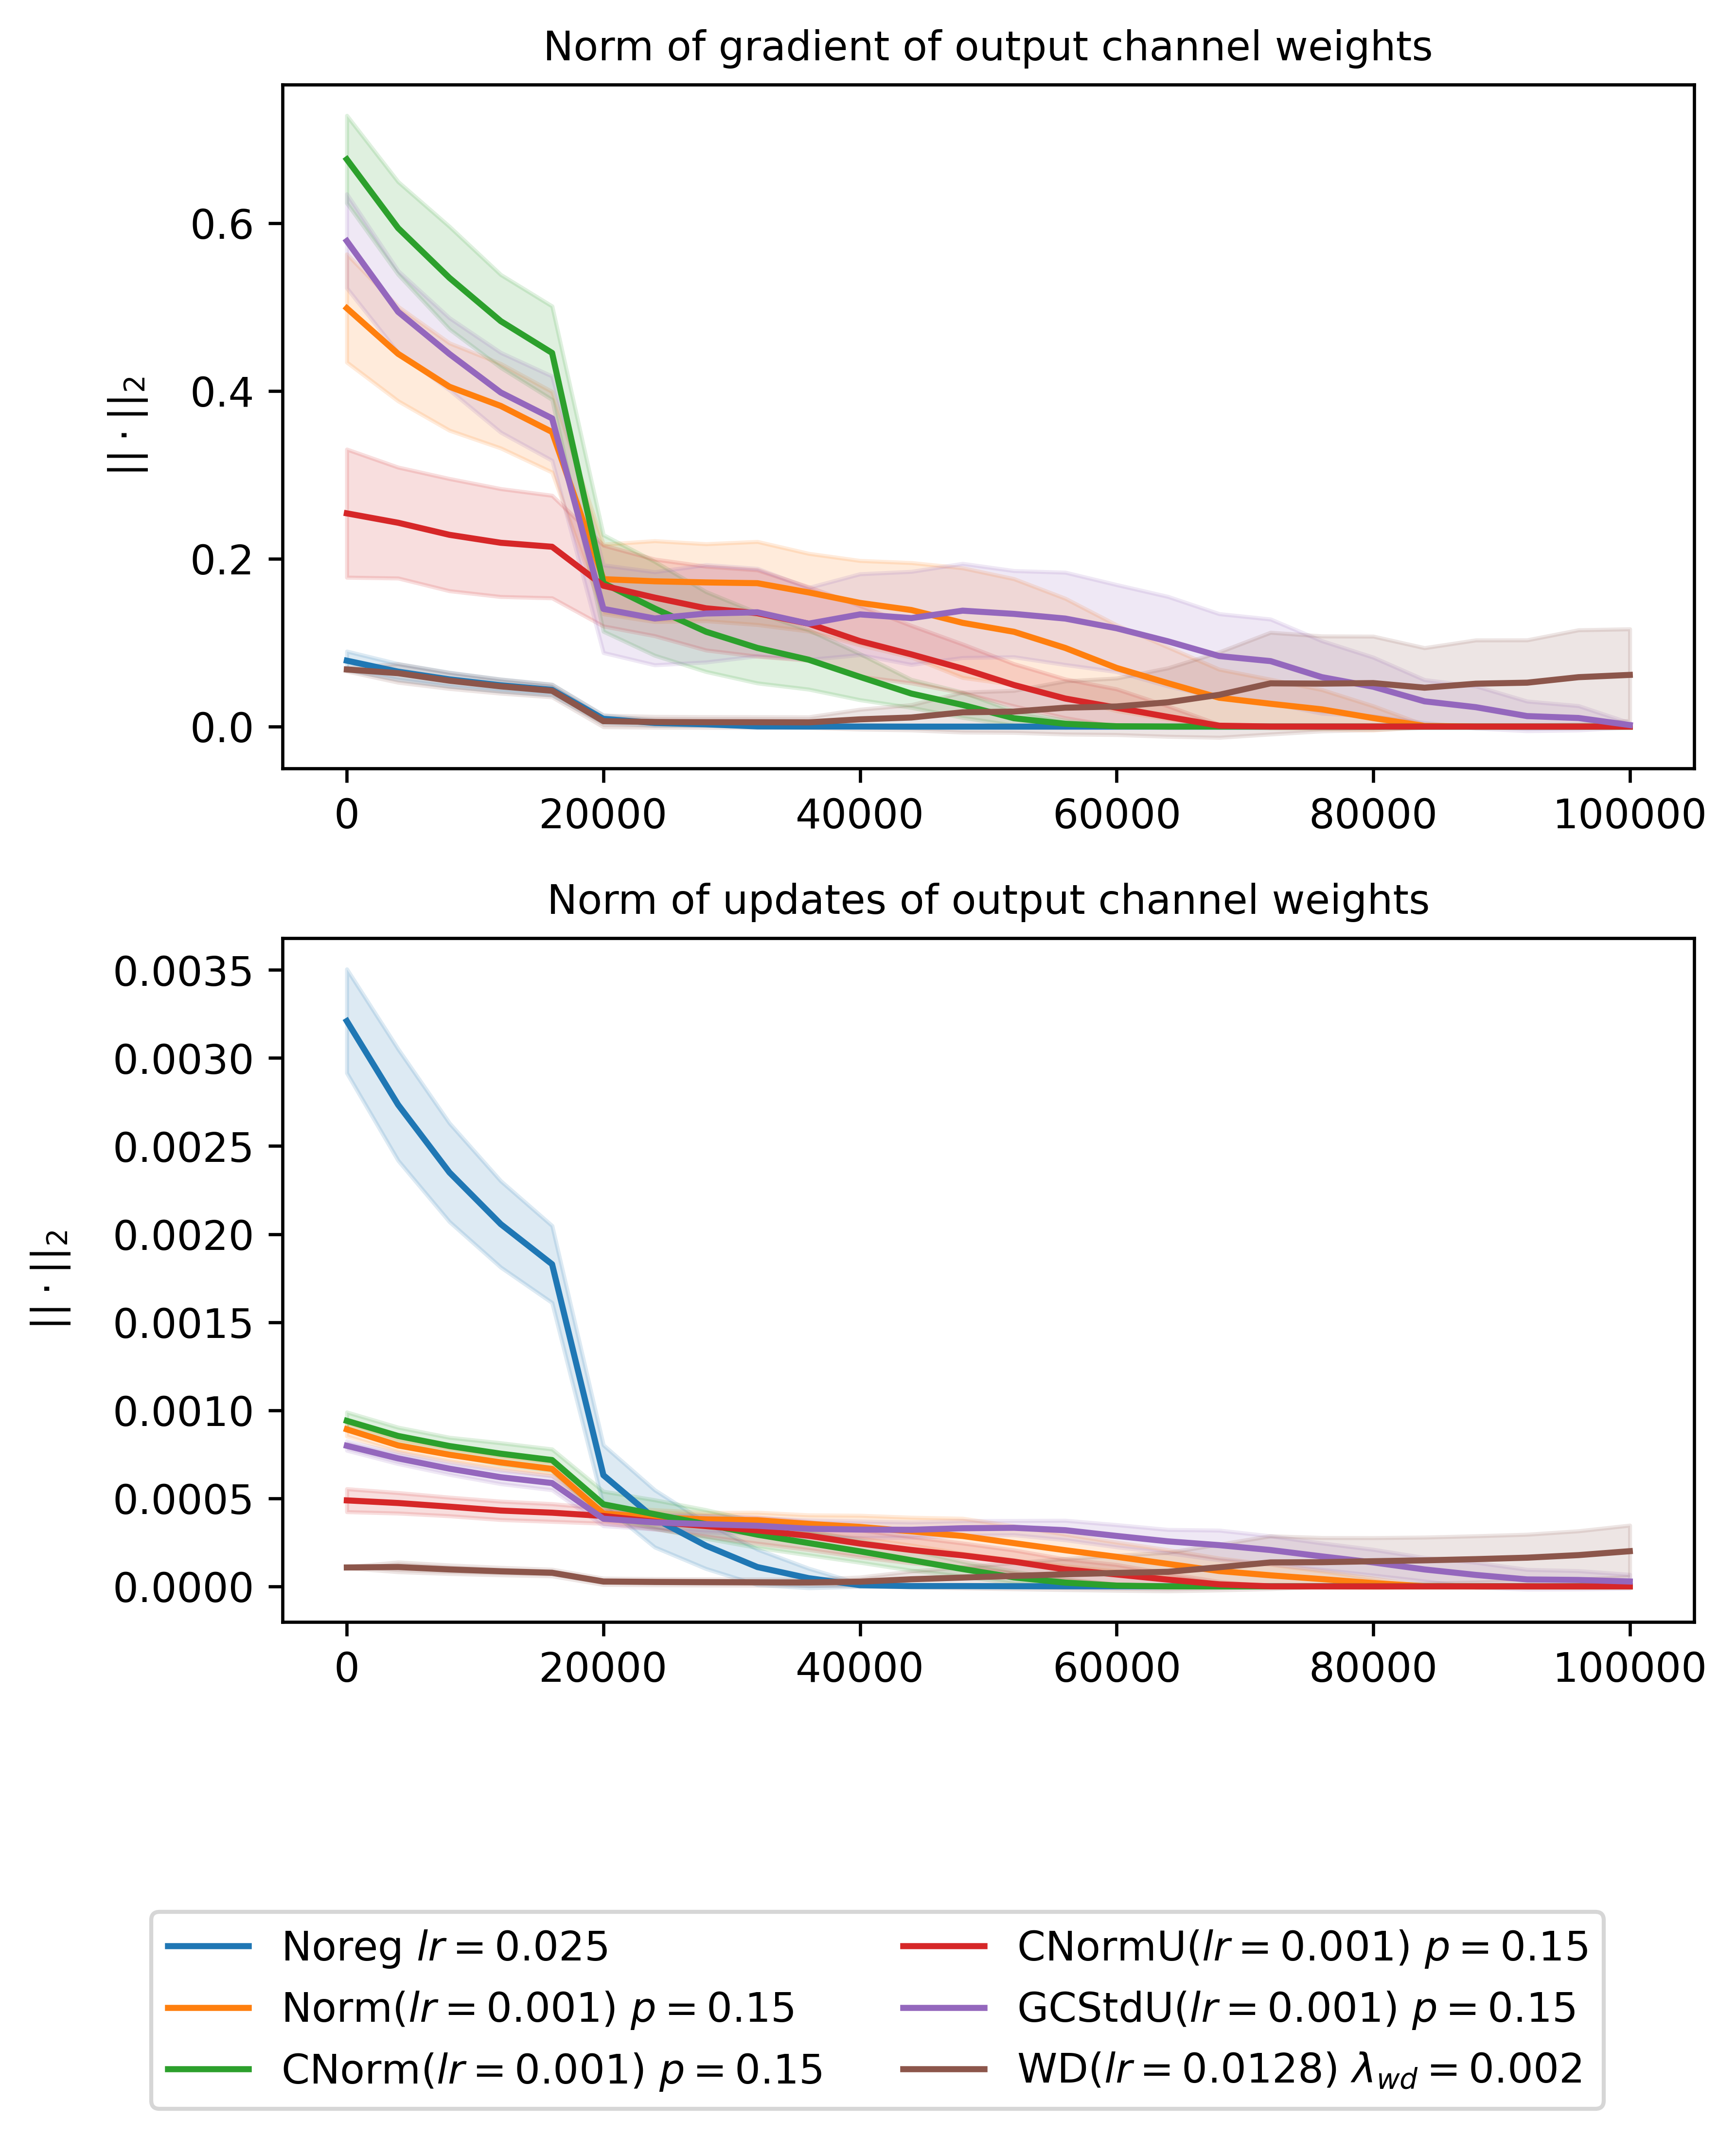 Norm of gradient of output channel weights
|| · ||₂
0.6
0.4
0.2
0.0
0 20000 40000 60000 80000 100000
Norm of updates of output channel weights
|| · ||₂
0.0035
0.0030
0.0025
0.0020
0.0015
0.0010
0.0005
0.0000
0 20000 40000 60000 80000 100000
Noreg lr = 0.025
Norm(lr = 0.001) p = 0.15
CNorm(lr = 0.001) p = 0.15
CNormU(lr = 0.001) p = 0.15
GCStdU(lr = 0.001) p = 0.15
WD(lr = 0.0128) λwd = 0.002